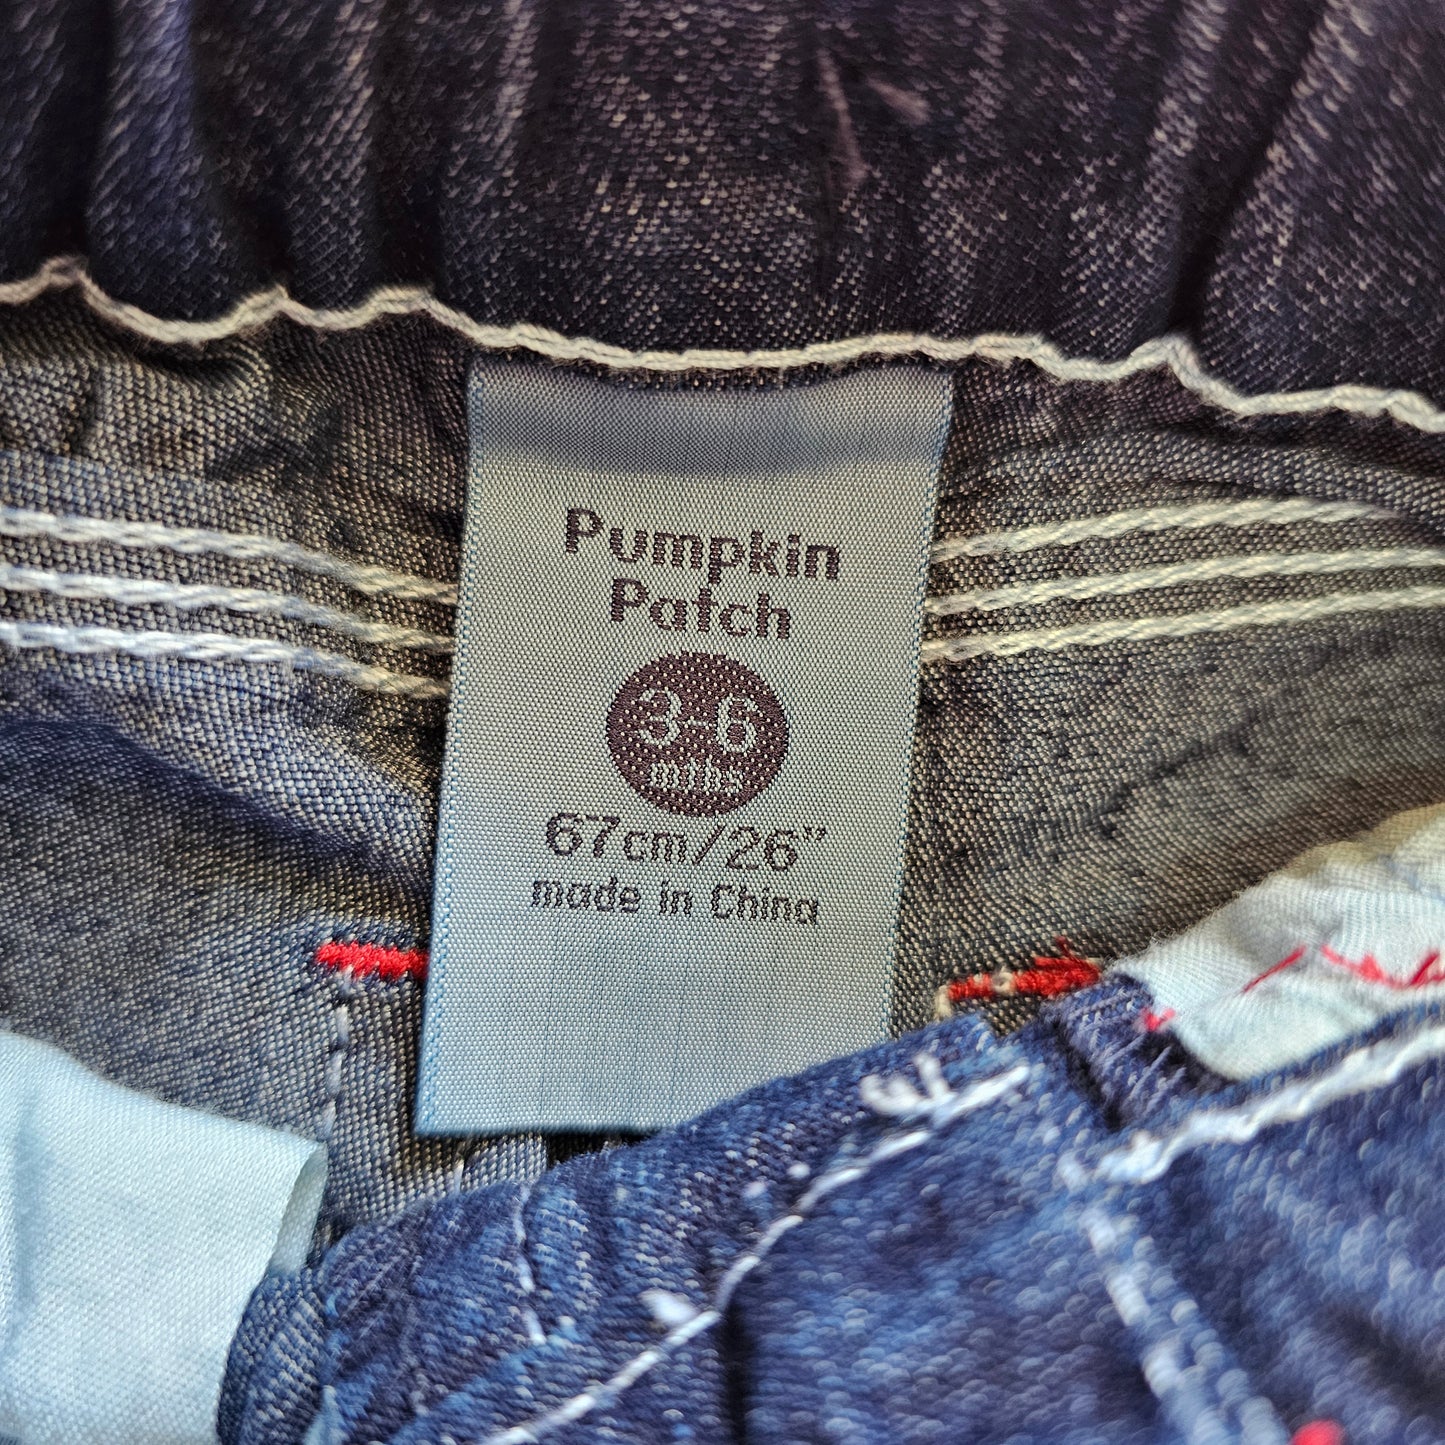 Pumpkin
Patch
3-6
mths
67cm/26"
made in China